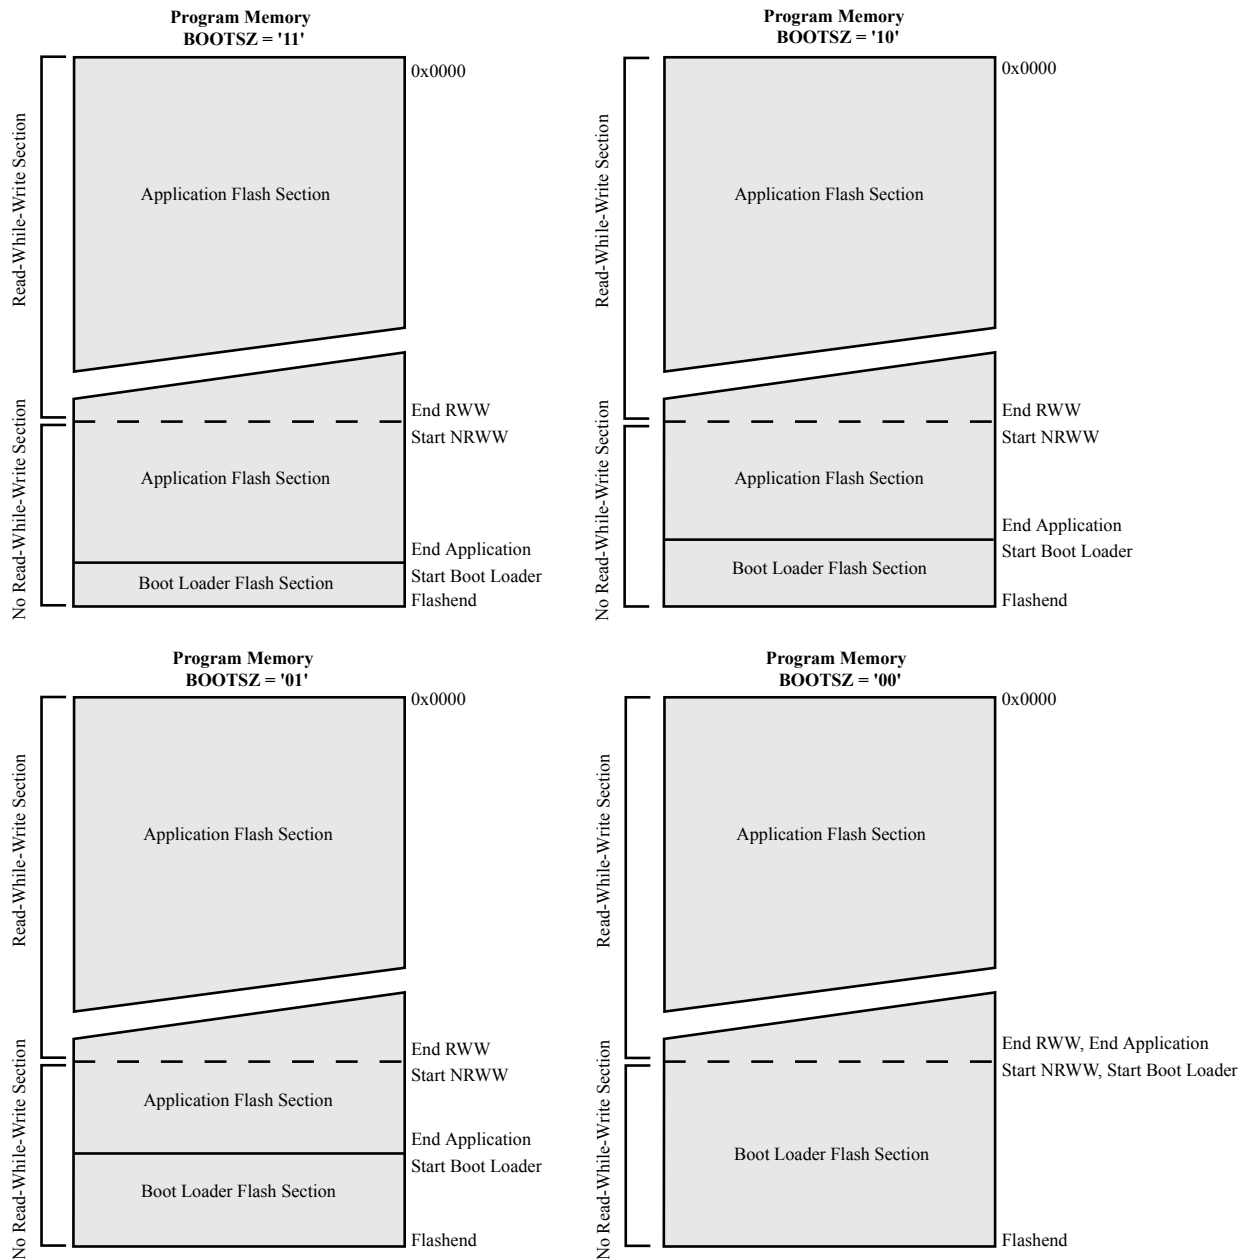 Program Memory
BOOTSZ = '11'
0x0000
Read-While-Write Section
Application Flash Section
End RWW
Start NRWW
No Read-While-Write Section
Application Flash Section
End Application
Start Boot Loader
Boot Loader Flash Section
Flashend
Program Memory
BOOTSZ = '10'
0x0000
Read-While-Write Section
Application Flash Section
End RWW
Start NRWW
No Read-While-Write Section
Application Flash Section
End Application
Start Boot Loader
Boot Loader Flash Section
Flashend
Program Memory
BOOTSZ = '01'
0x0000
Read-While-Write Section
Application Flash Section
End RWW
Start NRWW
No Read-While-Write Section
Application Flash Section
End Application
Start Boot Loader
Boot Loader Flash Section
Flashend
Program Memory
BOOTSZ = '00'
0x0000
Read-While-Write Section
Application Flash Section
End RWW, End Application
Start NRWW, Start Boot Loader
No Read-While-Write Section
Boot Loader Flash Section
Flashend